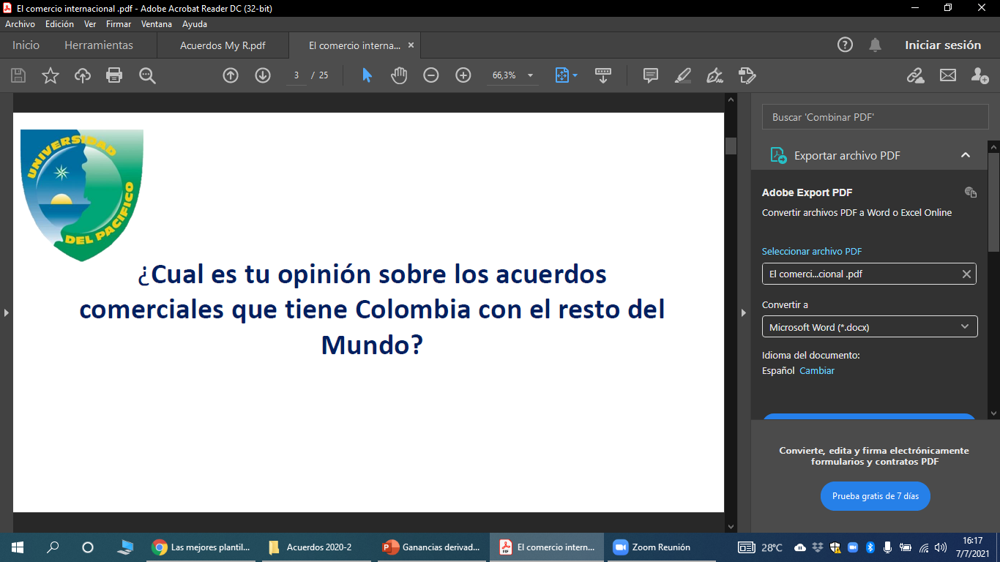 El comercio internacional .pdf - Adobe Acrobat Reader DC (32-bit)
Archivo Edición Ver Firmar Ventana Ayuda
Inicio Herramientas Acuerdos My R.pdf El comercio interna... ×
Iniciar sesión
3 / 25 66,3%
Buscar 'Combinar PDF'
Exportar archivo PDF
UNIVERSIDAD
DEL PACIFICO
¿Cual es tu opinión sobre los acuerdos
comerciales que tiene Colombia con el resto del
Mundo?
Adobe Export PDF
Convertir archivos PDF a Word o Excel Online
Seleccionar archivo PDF
El comerci...cional .pdf
Convertir a
Microsoft Word (*.docx)
Idioma del documento:
Español Cambiar
Convierte, edita y firma electrónicamente
formularios y contratos PDF
Prueba gratis de 7 días
Las mejores plantil... Acuerdos 2020-2 Ganancias derivad... El comercio intern... Zoom Reunión 28°C 16:17
7/7/2021